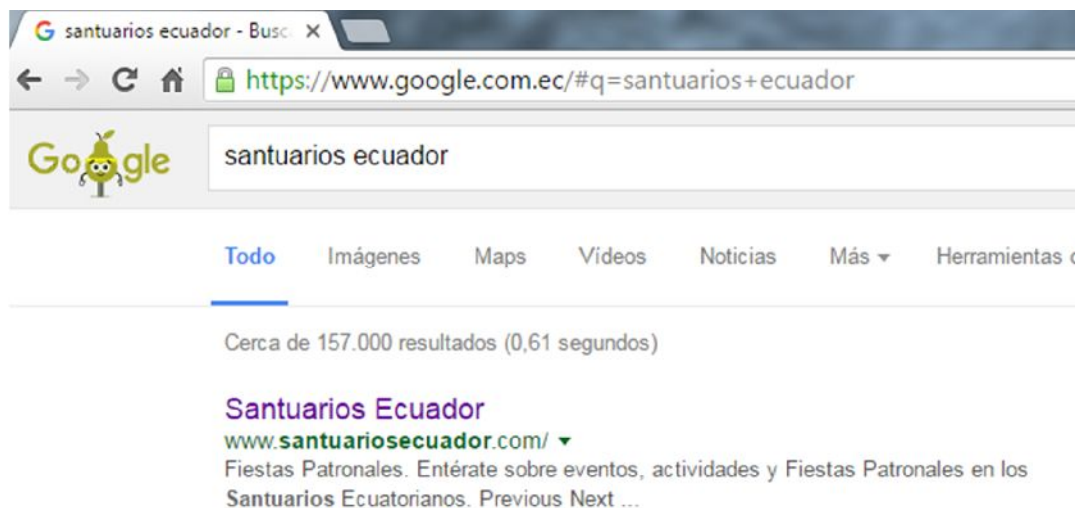 santuarios ecuador - Busc
https://www.google.com.ec/#q=santuarios+ecuador
Google santuarios ecuador
Todo Imágenes Maps Vídeos Noticias Más Herramientas
Cerca de 157.000 resultados (0,61 segundos)
Santuarios Ecuador
www.santuariosecuador.com/
Fiestas Patronales. Entérate sobre eventos, actividades y Fiestas Patronales en los
Santuarios Ecuatorianos. Previous Next ...